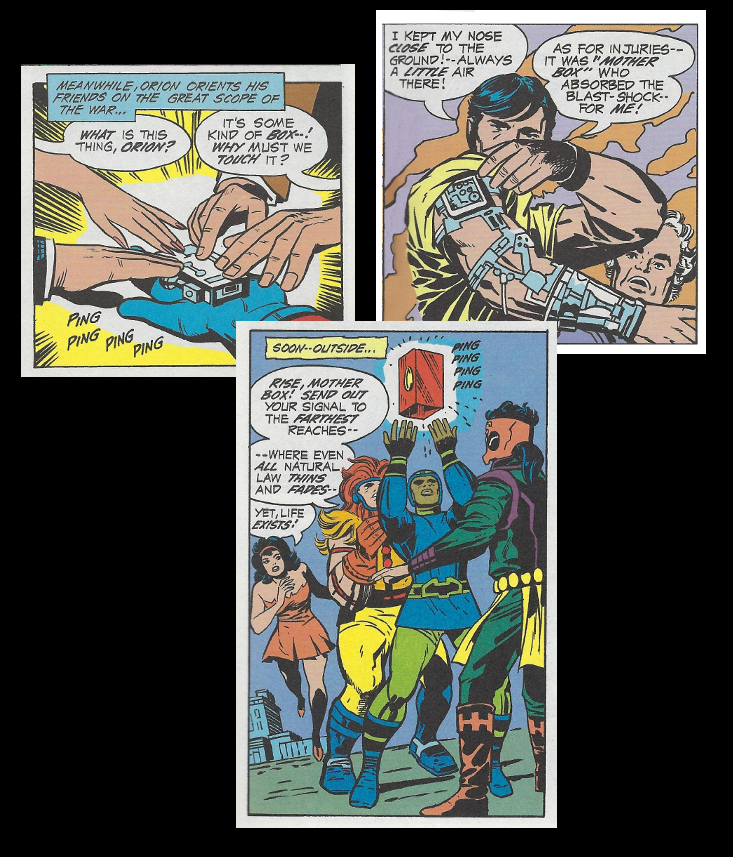 MEANWHILE, ORION ORIENTS HIS
FRIENDS ON THE GREAT SCOPE OF
THE WAR...
WHAT IS THIS
THING, ORION?
IT'S SOME
KIND OF BOX--!
WHY MUST WE
TOUCH IT?
PING
PING
PING
PING
I KEPT MY NOSE
CLOSE TO THE
GROUND!--ALWAYS
A LITTLE AIR
THERE!
AS FOR INJURIES--
IT WAS "MOTHER
BOX" WHO
ABSORBED THE
BLAST-SHOCK--
FOR ME!
SOON--OUTSIDE...
PING
PING
PING
PING
RISE, MOTHER
BOX! SEND OUT
YOUR SIGNAL TO
THE FARTHEST
REACHES--
--WHERE EVEN
ALL NATURAL
LAW THINS
AND FADES--
YET, LIFE
EXISTS!